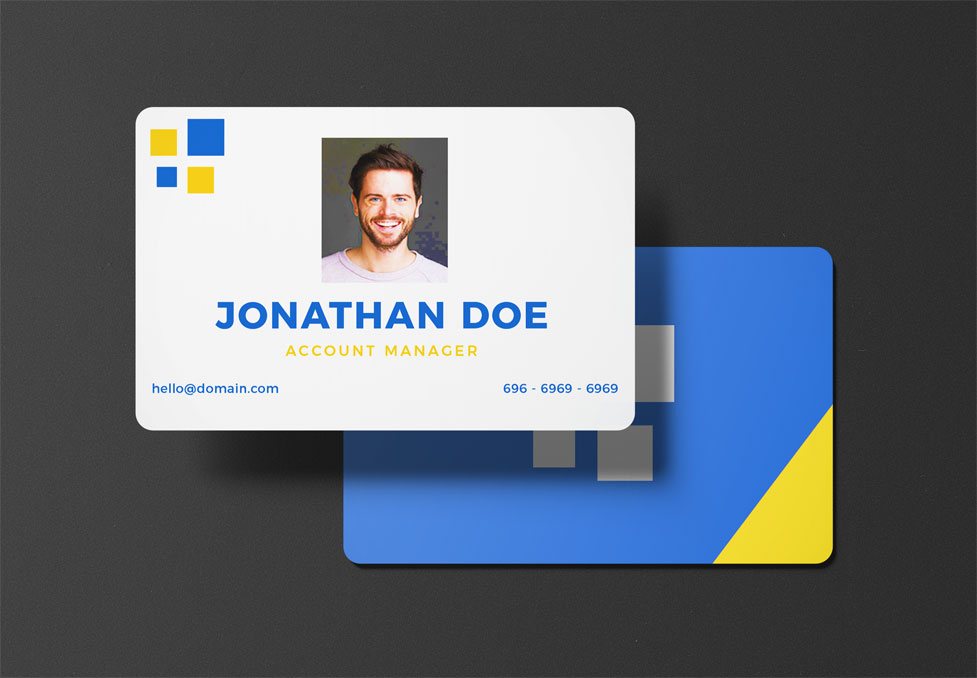 JONATHAN DOE
ACCOUNT MANAGER
hello@domain.com
696 - 6969 - 6969